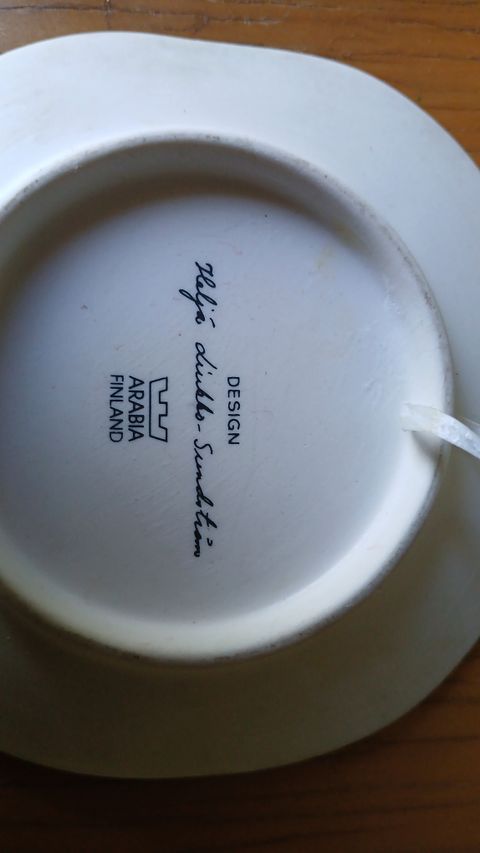 DESIGN
Heljä Liukko-Sundström
ARABIA
FINLAND